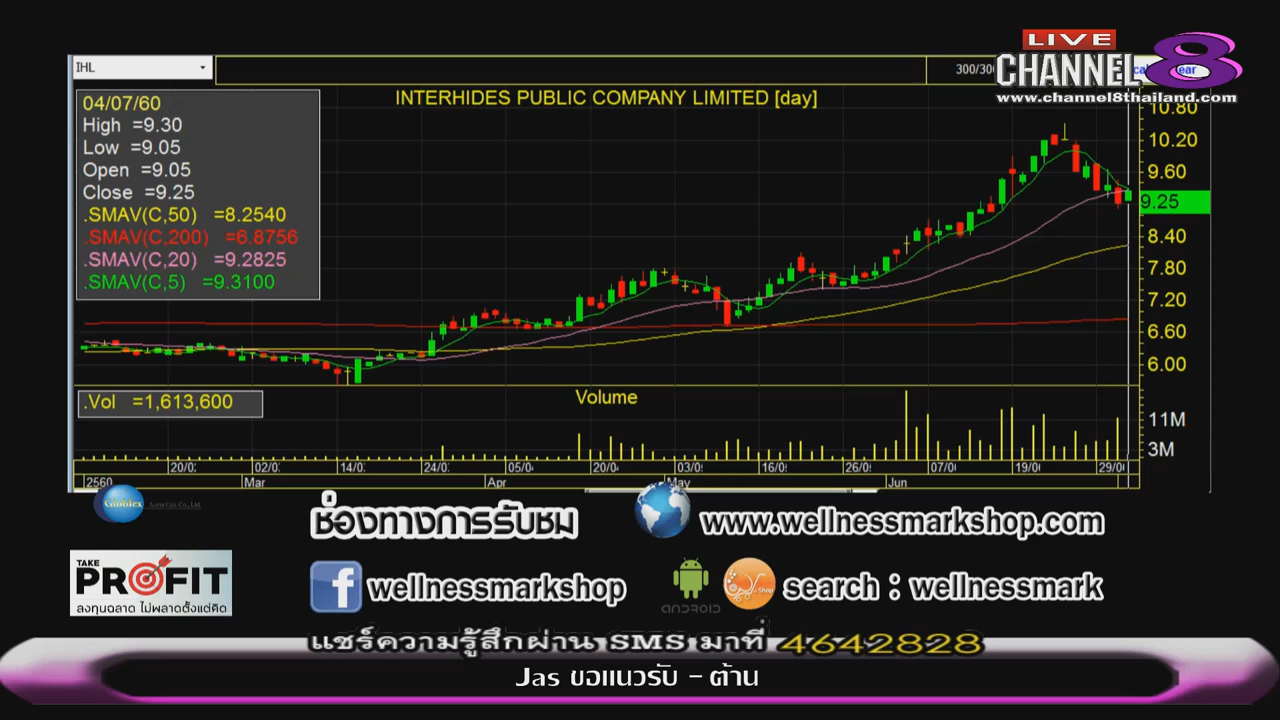 IHL
300/300
LIVE
CHANNEL 8
www.channel8thailand.com
INTERHIDES PUBLIC COMPANY LIMITED [day]
04/07/60
High =9.30
Low =9.05
Open =9.05
Close =9.25
.SMAV(C,50) =8.2540
.SMAV(C,200) =6.8756
.SMAV(C,20) =9.2825
.SMAV(C,5) =9.3100
10.80
10.20
9.60
9.25
8.40
7.80
7.20
6.60
6.00
.Vol =1,613,600
Volume
11M
3M
20/0 02/0 14/0 24/0 05/0 20/0 03/0 16/0 26/0 07/0 19/0 29/0
2560 Mar Apr May Jun
Globlex
ช่องทางการรับชม
www.wellnessmarkshop.com
TAKE
PROFIT
ลงทุนฉลาด ไม่พลาดตั้งแต่คิด
wellnessmarkshop
ANDROID
search : wellnessmark
แชร์ความรู้สึกผ่าน SMS มาที่ 4642828
Jas ขอแนวรับ - ต้าน